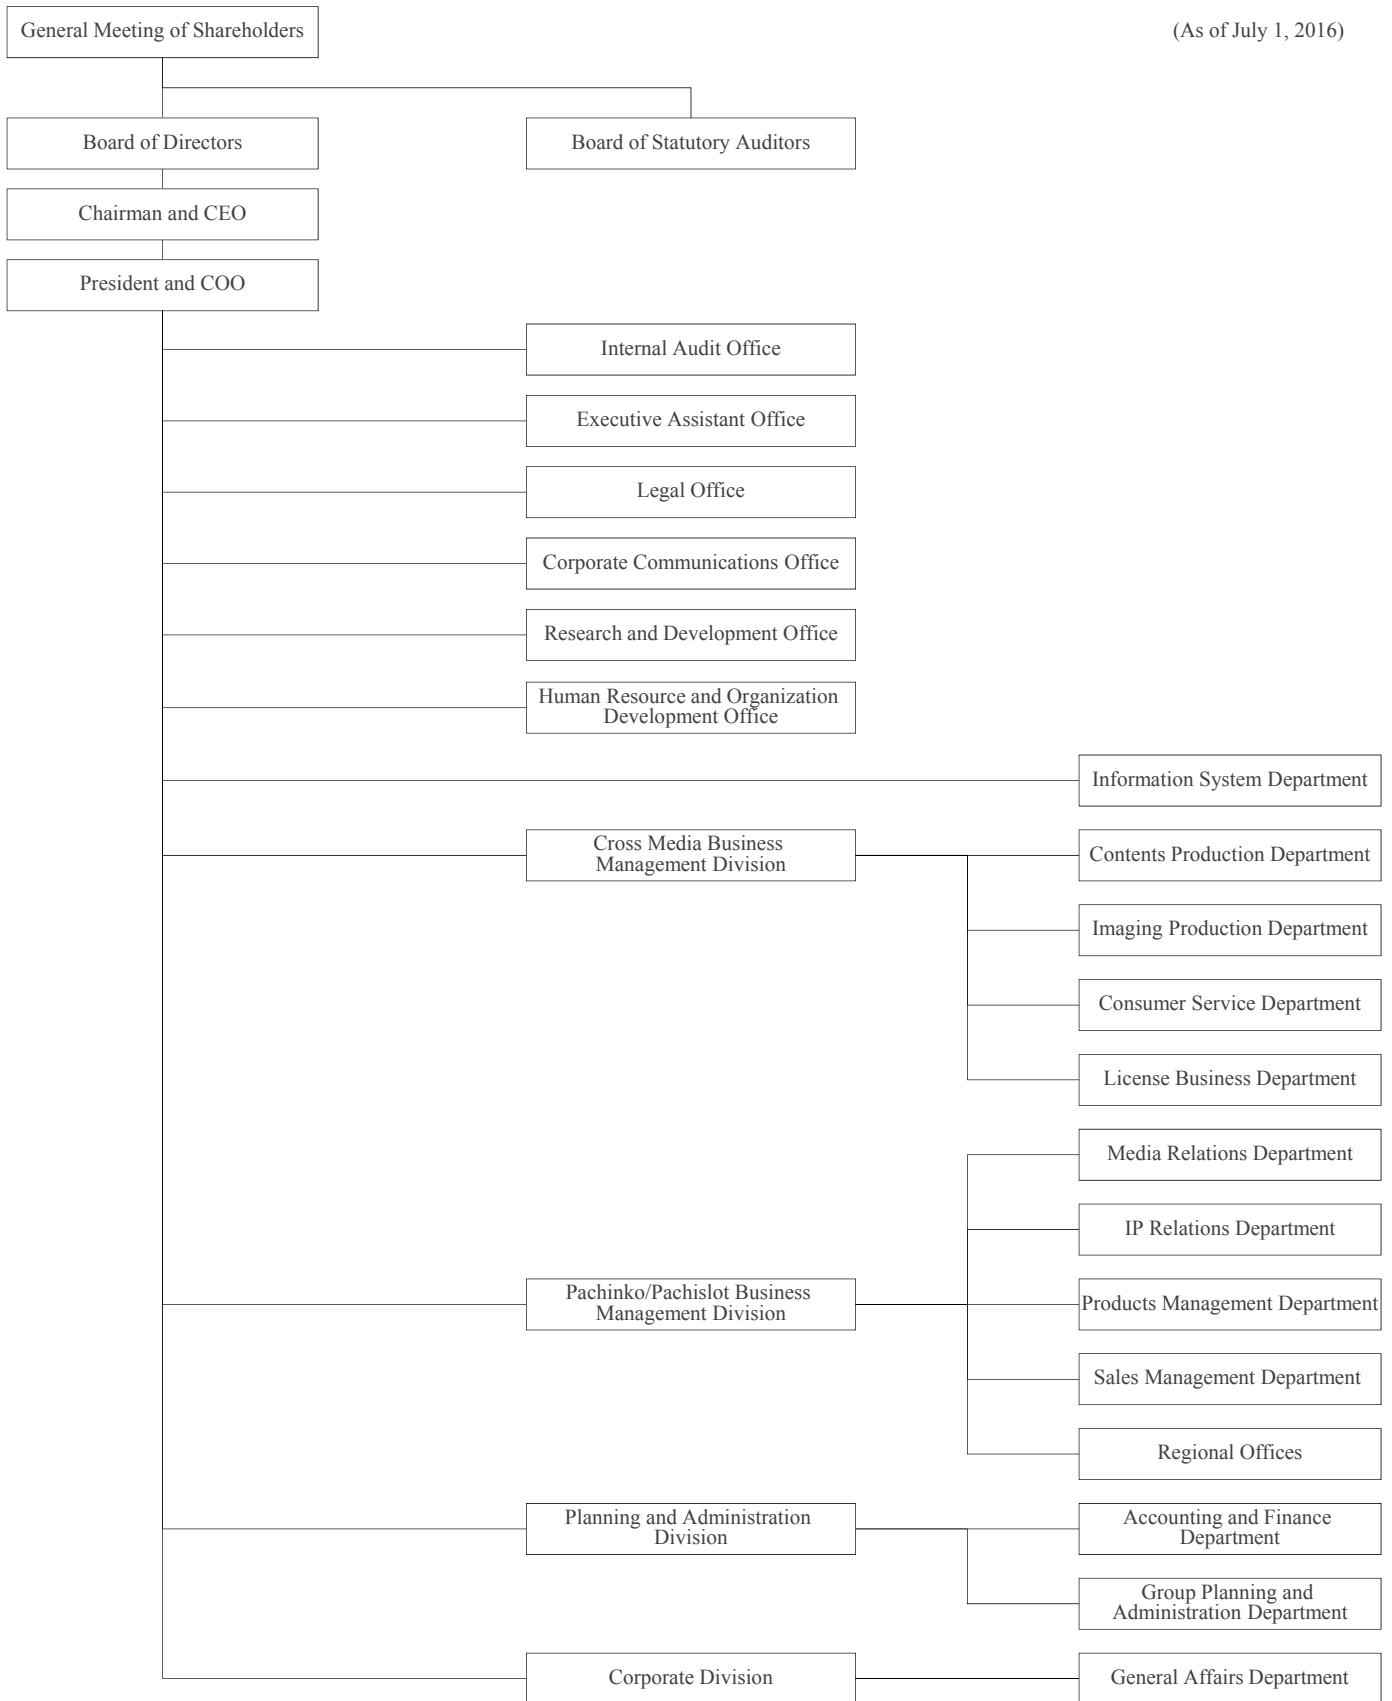 General Meeting of Shareholders
(As of July 1, 2016)
Board of Directors
Board of Statutory Auditors
Chairman and CEO
President and COO
Internal Audit Office
Executive Assistant Office
Legal Office
Corporate Communications Office
Research and Development Office
Human Resource and Organization
Development Office
Information System Department
Cross Media Business
Management Division
Contents Production Department
Imaging Production Department
Consumer Service Department
License Business Department
Media Relations Department
IP Relations Department
Pachinko/Pachislot Business
Management Division
Products Management Department
Sales Management Department
Regional Offices
Planning and Administration
Division
Accounting and Finance
Department
Group Planning and
Administration Department
Corporate Division
General Affairs Department